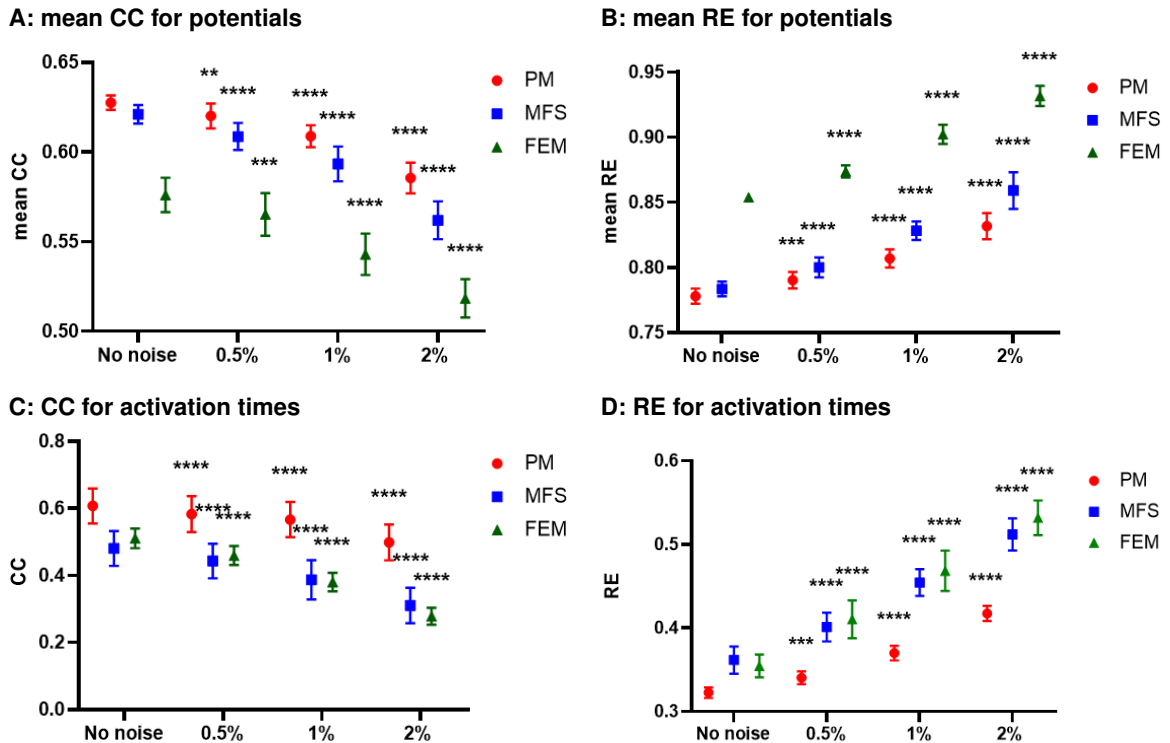 A: mean CC for potentials
mean CC
0.65
0.60
0.55
0.50
** **** ***
**** **** ****
**** **** ****
No noise 0.5% 1% 2%
PM
MFS
FEM
B: mean RE for potentials
mean RE
0.95
0.90
0.85
0.80
0.75
*** **** ****
**** **** ****
**** **** ****
No noise 0.5% 1% 2%
PM
MFS
FEM
C: CC for activation times
CC
0.8
0.6
0.4
0.2
0.0
**** **** ****
**** **** ****
**** **** ****
No noise 0.5% 1% 2%
PM
MFS
FEM
D: RE for activation times
RE
0.6
0.5
0.4
0.3
*** **** ****
**** **** ****
**** **** ****
No noise 0.5% 1% 2%
PM
MFS
FEM